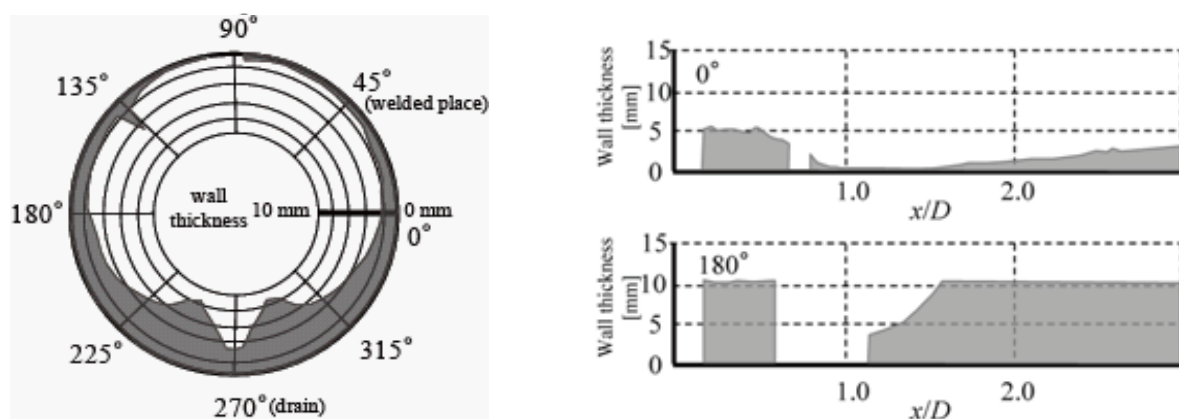 90°
135°
45°
(welded place)
180°
wall
thickness
10 mm
0 mm
0°
225°
315°
270°(drain)
Wall thickness
[mm]
15
10
5
0
0°
1.0
2.0
x/D
Wall thickness
[mm]
15
10
5
0
180°
1.0
2.0
x/D